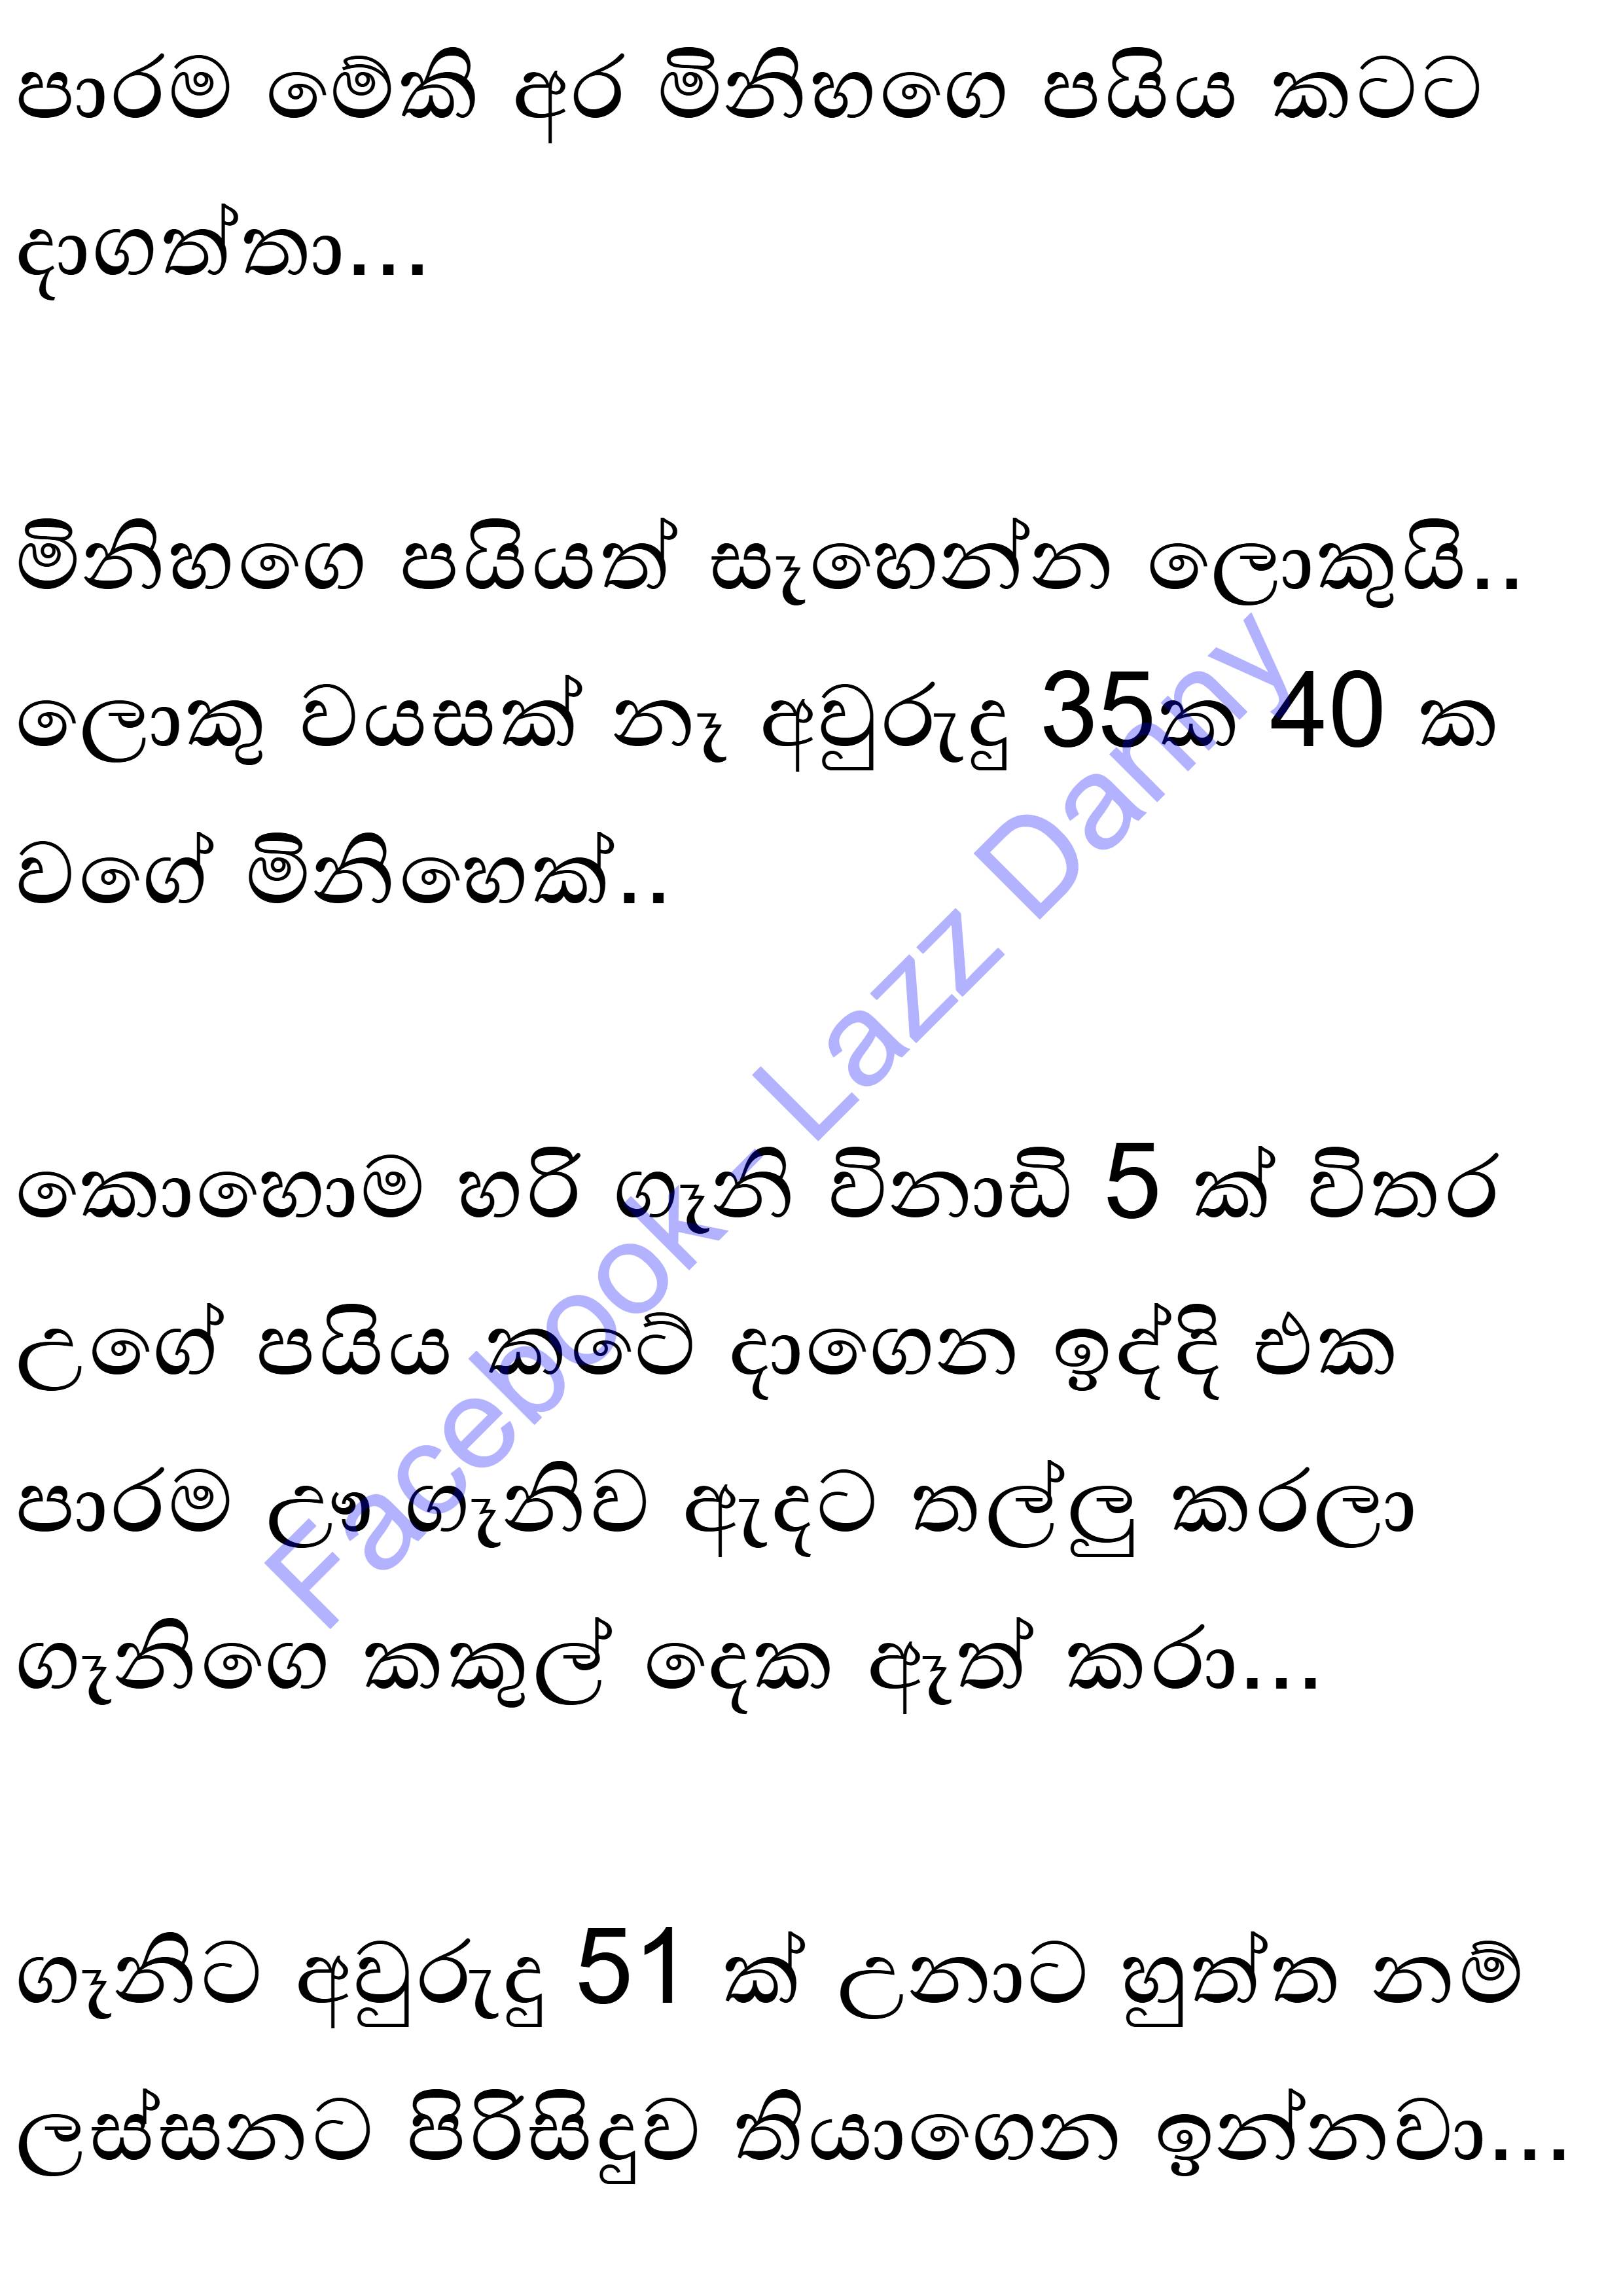 පාරම මේකි අර මිනිහගෙ පයිය කටට
දාගත්තා...
මිනිහගෙ පයියත් සෑහෙන්න ලොකුයි..
ලොකු වයසක් නෑ අවුරුදු 35ක 40 ක
වගේ මිනිහෙක්..
කොහොම හරි ගෑනි විනාඩි 5 ක් විතර
උගේ පයිය කටේ දාගෙන ඉද්දි එක
පාරම ඌ ගෑනිව ඇදට තල්ලු කරලා
ගෑනිගෙ කකුල් දෙක ඈත් කරා...
ගෑනිට අවුරුදු 51 ක් උනාට හුත්ත නම්
ලස්සනට පිරිසිදුව තියාගෙන ඉන්නවා...
Facebook - Lazz Danny